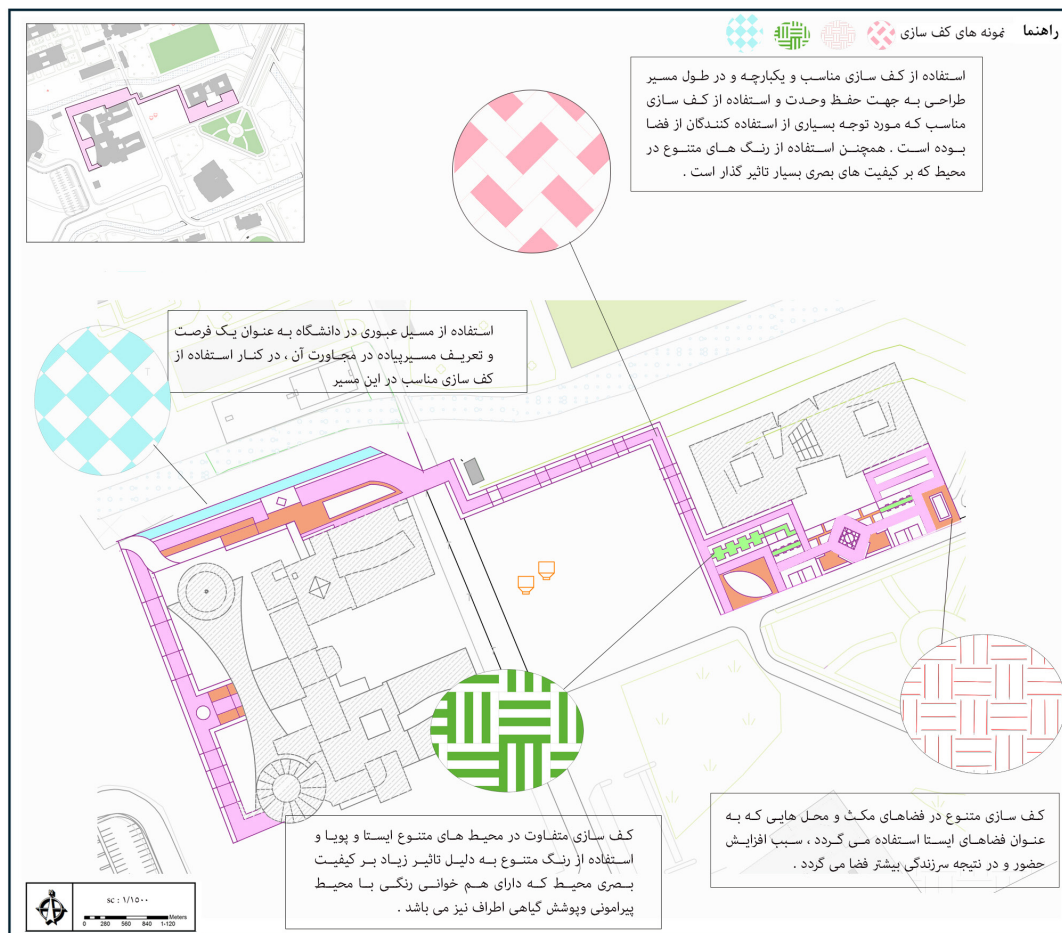 راهنما نمونه های کف سازی
استفاده از کف سازی مناسب و یکپارچه و در طول مسیر
طراحی به جهت حفظ وحدت و استفاده از کف سازی
مناسب که مورد توجه بسیاری از استفاده کنندگان از فضا
بوده است . همچنن استفاده از رنگ های متنوع در
محیط که بر کیفیت های بصری بسیار تاثیر گذار است .
استفاده از مسیل عبوری در دانشگاه به عنوان یک فرصت
و تعریف مسیرپیاده در مجاورت آن ، در کنار استفاده از
کف سازی مناسب در این مسیر
کف سازی متنوع در فضاهای مکث و محل هایی که به
عنوان فضاهای ایستا استفاده می گردد ، سبب افزایش
حضور و در نتیجه سرزندگی بیشتر فضا می گردد .
کف سازی متفاوت در محیط های متنوع ایستا و پویا و
استفاده از رنگ متنوع به دلیل تاثیر زیاد بر کیفیت
بصری محیط که دارای هم خوانی رنگی با محیط
پیرامونی وپوشش گیاهی اطراف نیز می باشد .
sc : ۱/۱۵۰۰
Meters
0 280 560 840 1-120